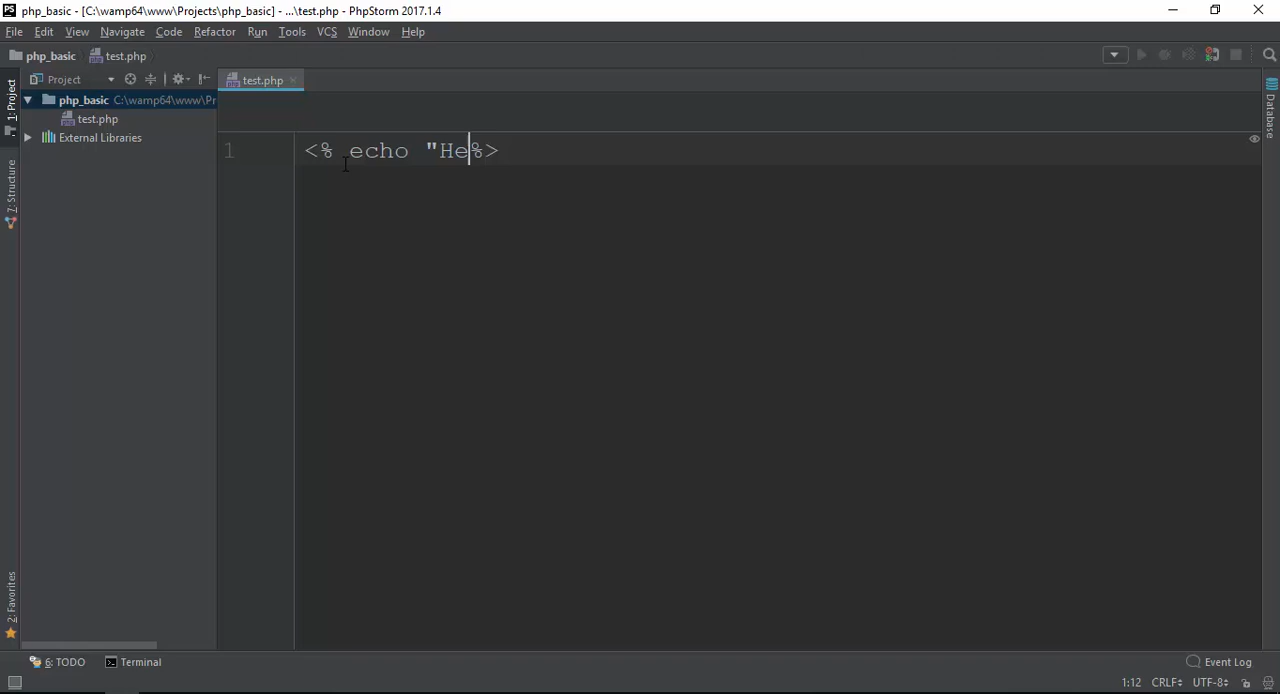 php_basic - [C:\wamp64\www\Projects\php_basic] - ...\test.php - PhpStorm 2017.1.4
File Edit View Navigate Code Refactor Run Tools VCS Window Help
php_basic test.php
Project test.php
1: Project
php_basic C:\wamp64\www\Pr
test.php
External Libraries
7: Structure
2: Favorites
Database
1 <% echo "He%>
6: TODO Terminal Event Log
1:12 CRLF UTF-8